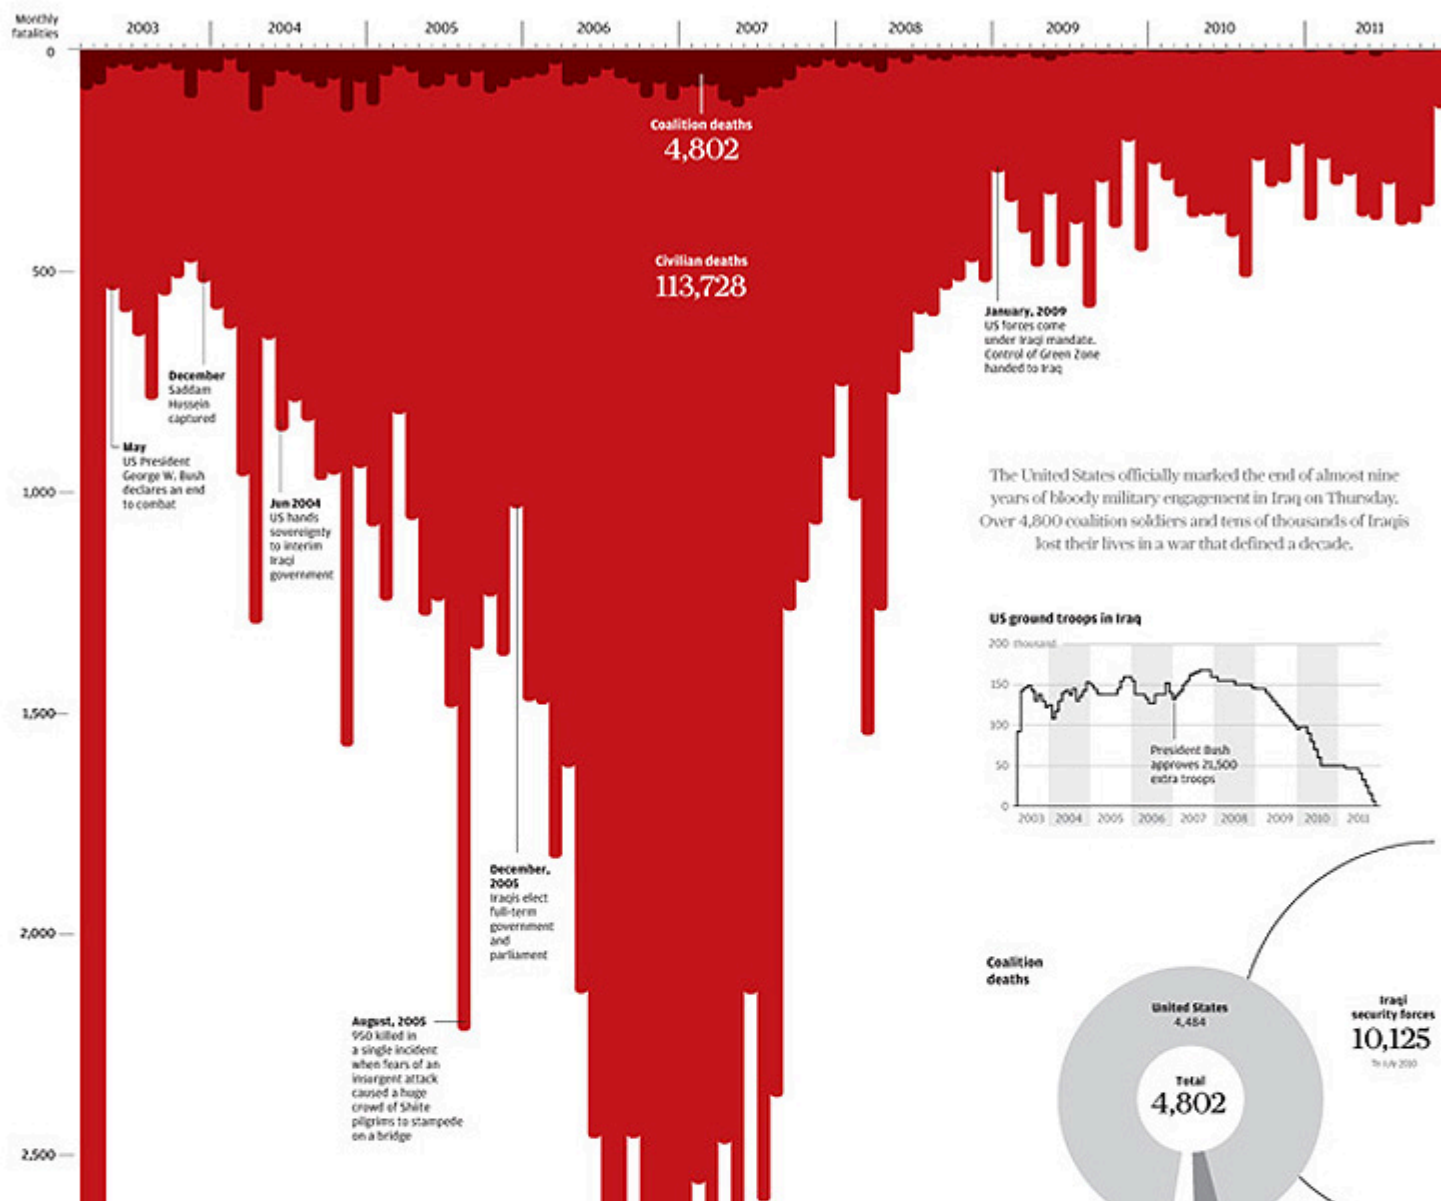 Monthly
fatalities
2003 2004 2005 2006 2007 2008 2009 2010 2011
0
500
1,000
1,500
2,000
2,500
Coalition deaths
4,802
Civilian deaths
113,728
May
US President
George W. Bush
declares an end
to combat
December
Saddam
Hussein
captured
Jun 2004
US hands
sovereignty
to interim
Iraqi
government
August, 2005
950 killed in
a single incident
when fears of an
insurgent attack
caused a huge
crowd of Shiite
pilgrims to stampede
on a bridge
December,
2005
Iraqis elect
full-term
government
and
parliament
January, 2009
US forces come
under Iraqi mandate.
Control of Green Zone
handed to Iraq
The United States officially marked the end of almost nine
years of bloody military engagement in Iraq on Thursday.
Over 4,800 coalition soldiers and tens of thousands of Iraqis
lost their lives in a war that defined a decade.
US ground troops in Iraq
200 thousand
150
100
50
0
President Bush
approves 21,500
extra troops
2003 2004 2005 2006 2007 2008 2009 2010 2011
Coalition
deaths
United States
4,484
Total
4,802
Iraqi
security forces
10,125
To July 2010